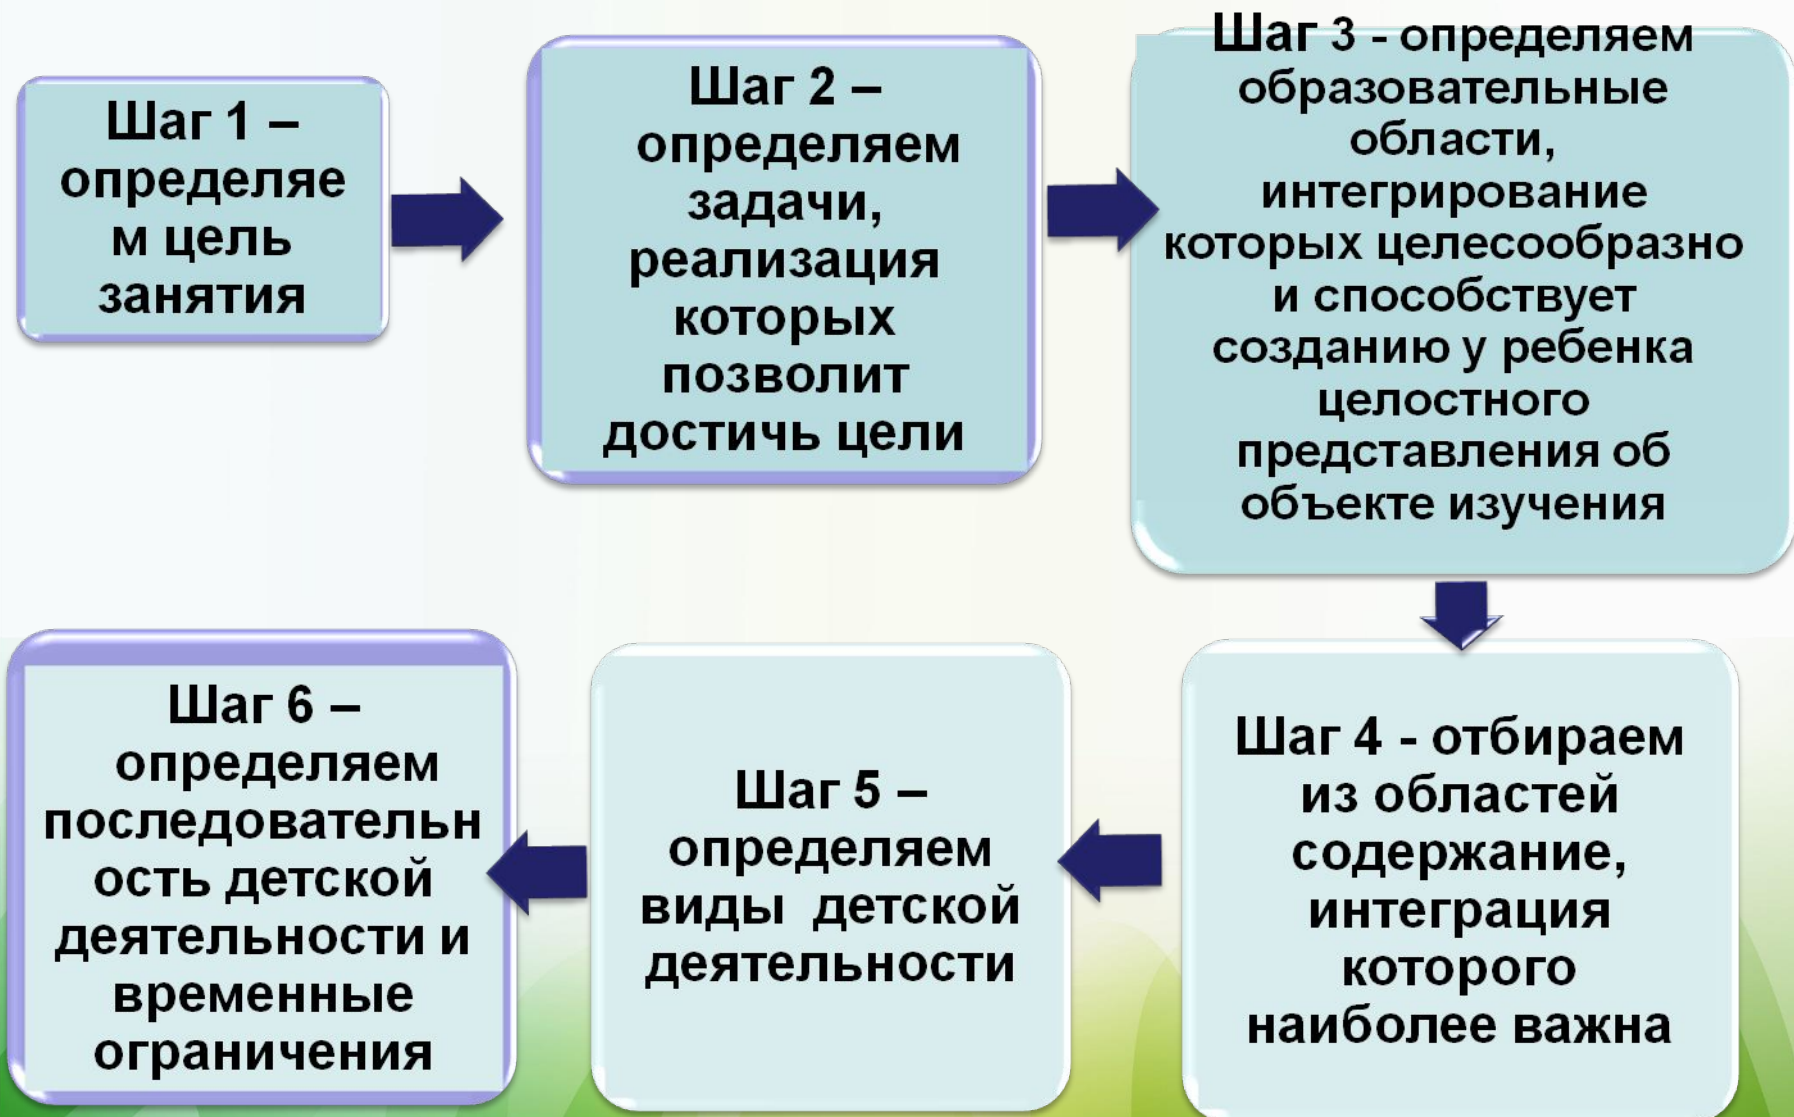 Шаг 1 –
определяе
м цель
занятия
Шаг 2 –
определяем
задачи,
реализация
которых
позволит
достичь цели
Шаг 3 - определяем
образовательные
области,
интегрирование
которых целесообразно
и способствует
созданию у ребенка
целостного
представления об
объекте изучения
Шаг 4 - отбираем
из областей
содержание,
интеграция
которого
наиболее важна
Шаг 5 –
определяем
виды детской
деятельности
Шаг 6 –
определяем
последовательн
ость детской
деятельности и
временные
ограничения